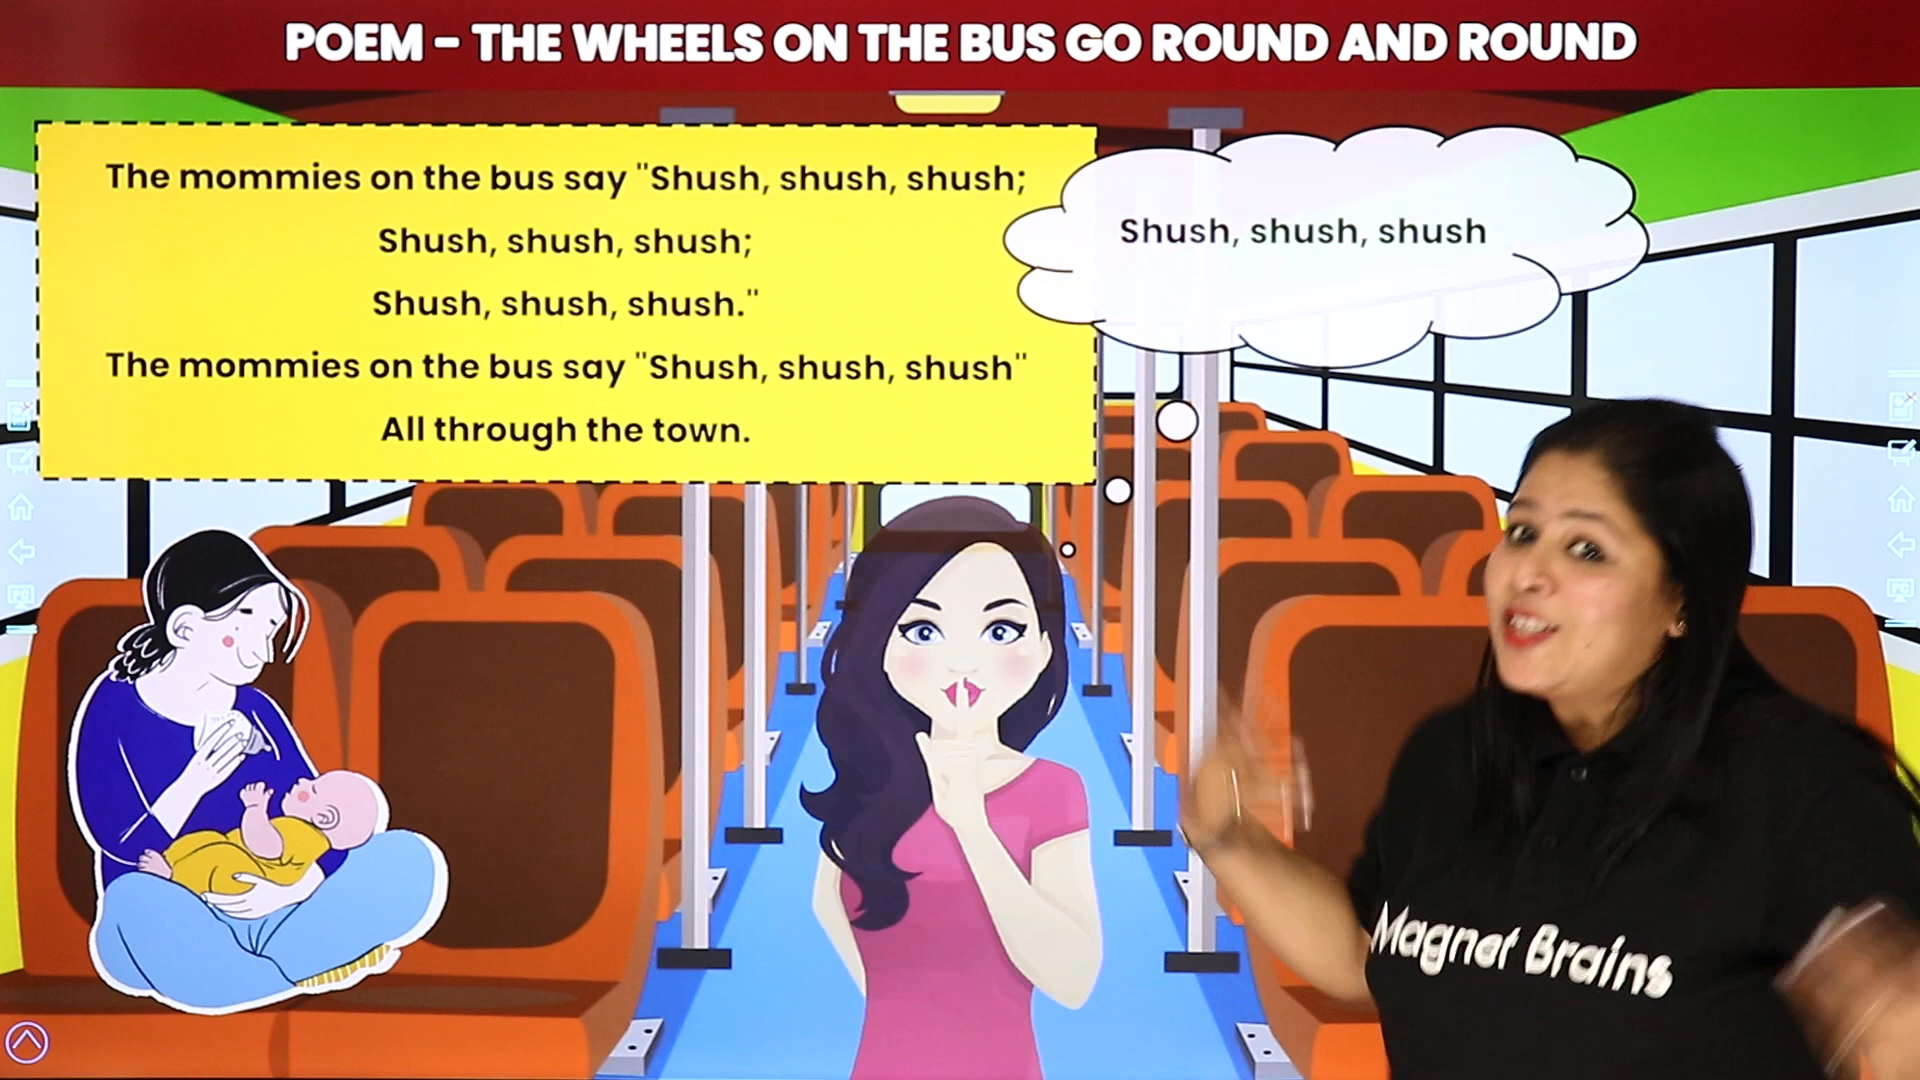 POEM - THE WHEELS ON THE BUS GO ROUND AND ROUND
The mommies on the bus say "Shush, shush, shush;
Shush, shush, shush;
Shush, shush, shush."
The mommies on the bus say "Shush, shush, shush"
All through the town.
Shush, shush, shush
Magnet Brains